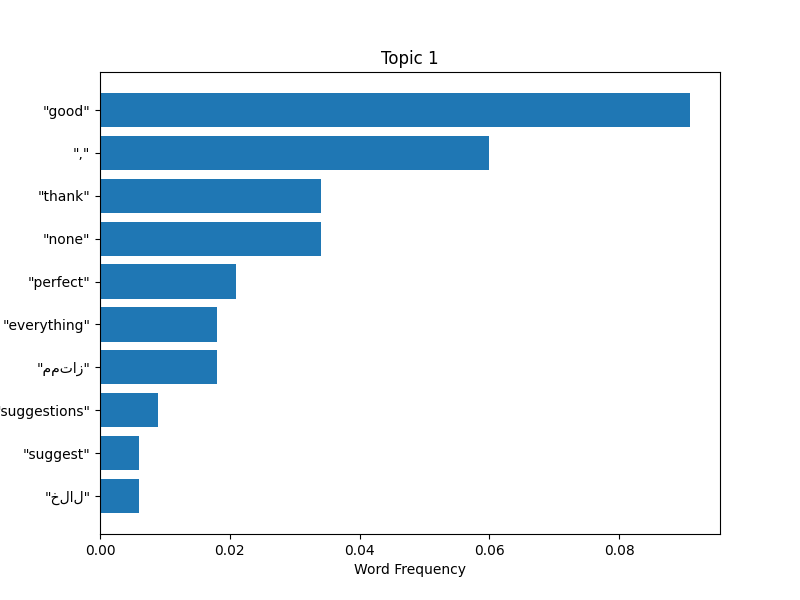 Topic 1
"good"
","
"thank"
"none"
"perfect"
"everything"
"ممتاز"
"suggestions"
"suggest"
"خلال"
0.00 0.02 0.04 0.06 0.08
Word Frequency